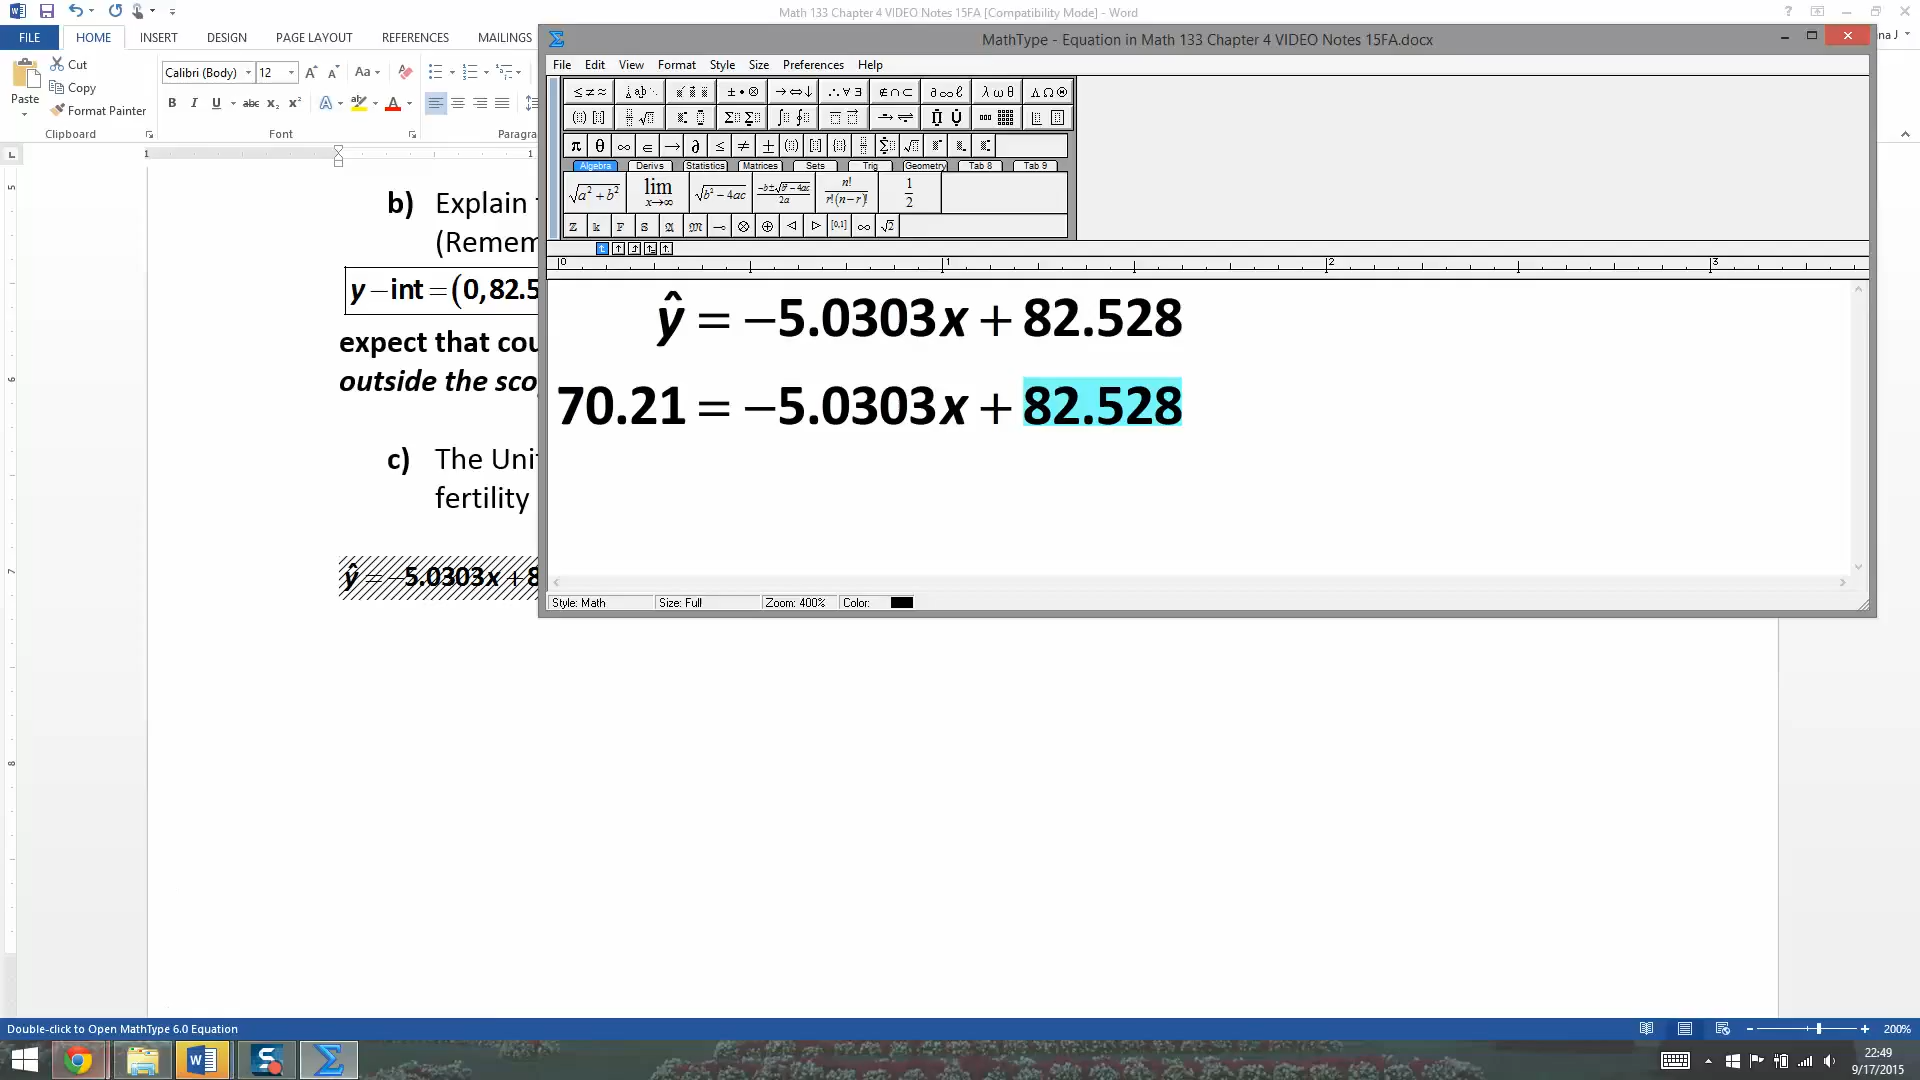 Math 133 Chapter 4 VIDEO Notes 15FA [Compatibility Mode] - Word
FILE HOME INSERT DESIGN PAGE LAYOUT REFERENCES MAILINGS
na J
MathType - Equation in Math 133 Chapter 4 VIDEO Notes 15FA.docx
File Edit View Format Style Size Preferences Help
Cut
Copy
Format Painter
Paste
Clipboard
Calibri (Body) 12
Font
Paragra
Algebra Derivs Statistics Matrices Sets Trig Geometry Tab 8 Tab 9
b) Explain
(Remem
y – int = (0, 82.5
expect that cou
outside the sco
c) The Unit
fertility
ŷ = –5.0303x + 8
ŷ = –5.0303x + 82.528
70.21 = –5.0303x + 82.528
Style: Math Size: Full Zoom: 400% Color:
Double-click to Open MathType 6.0 Equation
200%
22:49
9/17/2015